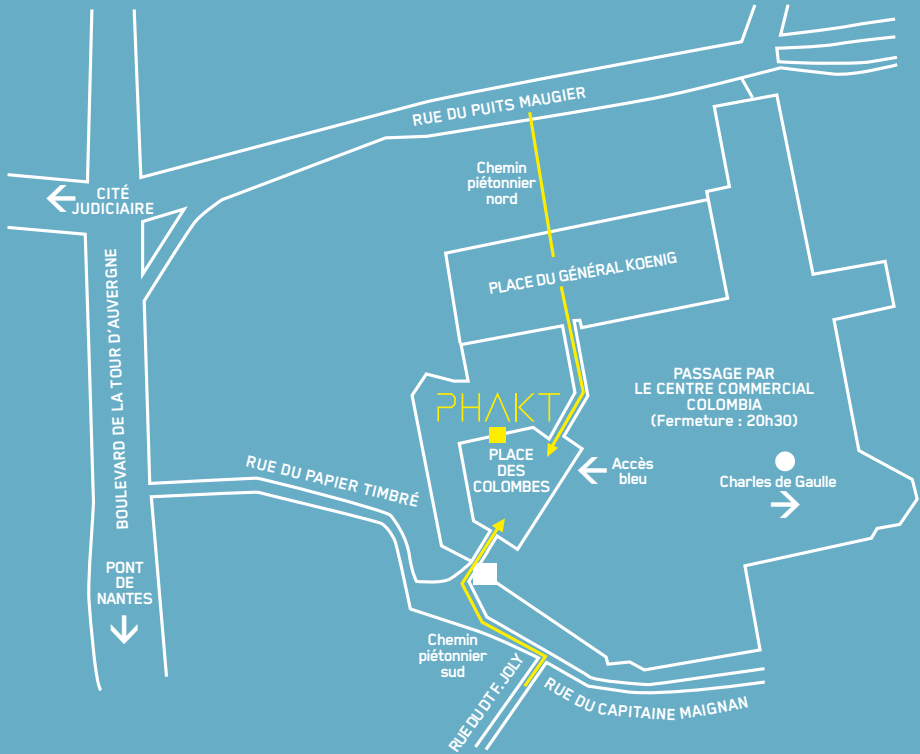 RUE DU PUITS MAUGIER
Chemin
piétonnier
nord
CITÉ
JUDICIAIRE
PLACE DU GÉNÉRAL KOENIG
BOULEVARD DE LA TOUR D'AUVERGNE
PASSAGE PAR
LE CENTRE COMMERCIAL
COLOMBIA
(Fermeture : 20h30)
PHAKT
PLACE
DES
COLOMBES
Accès
bleu
Charles de Gaulle
RUE DU PAPIER TIMBRÉ
PONT
DE
NANTES
Chemin
piétonnier
sud
RUE DU DT F. JOLY
RUE DU CAPITAINE MAIGNAN